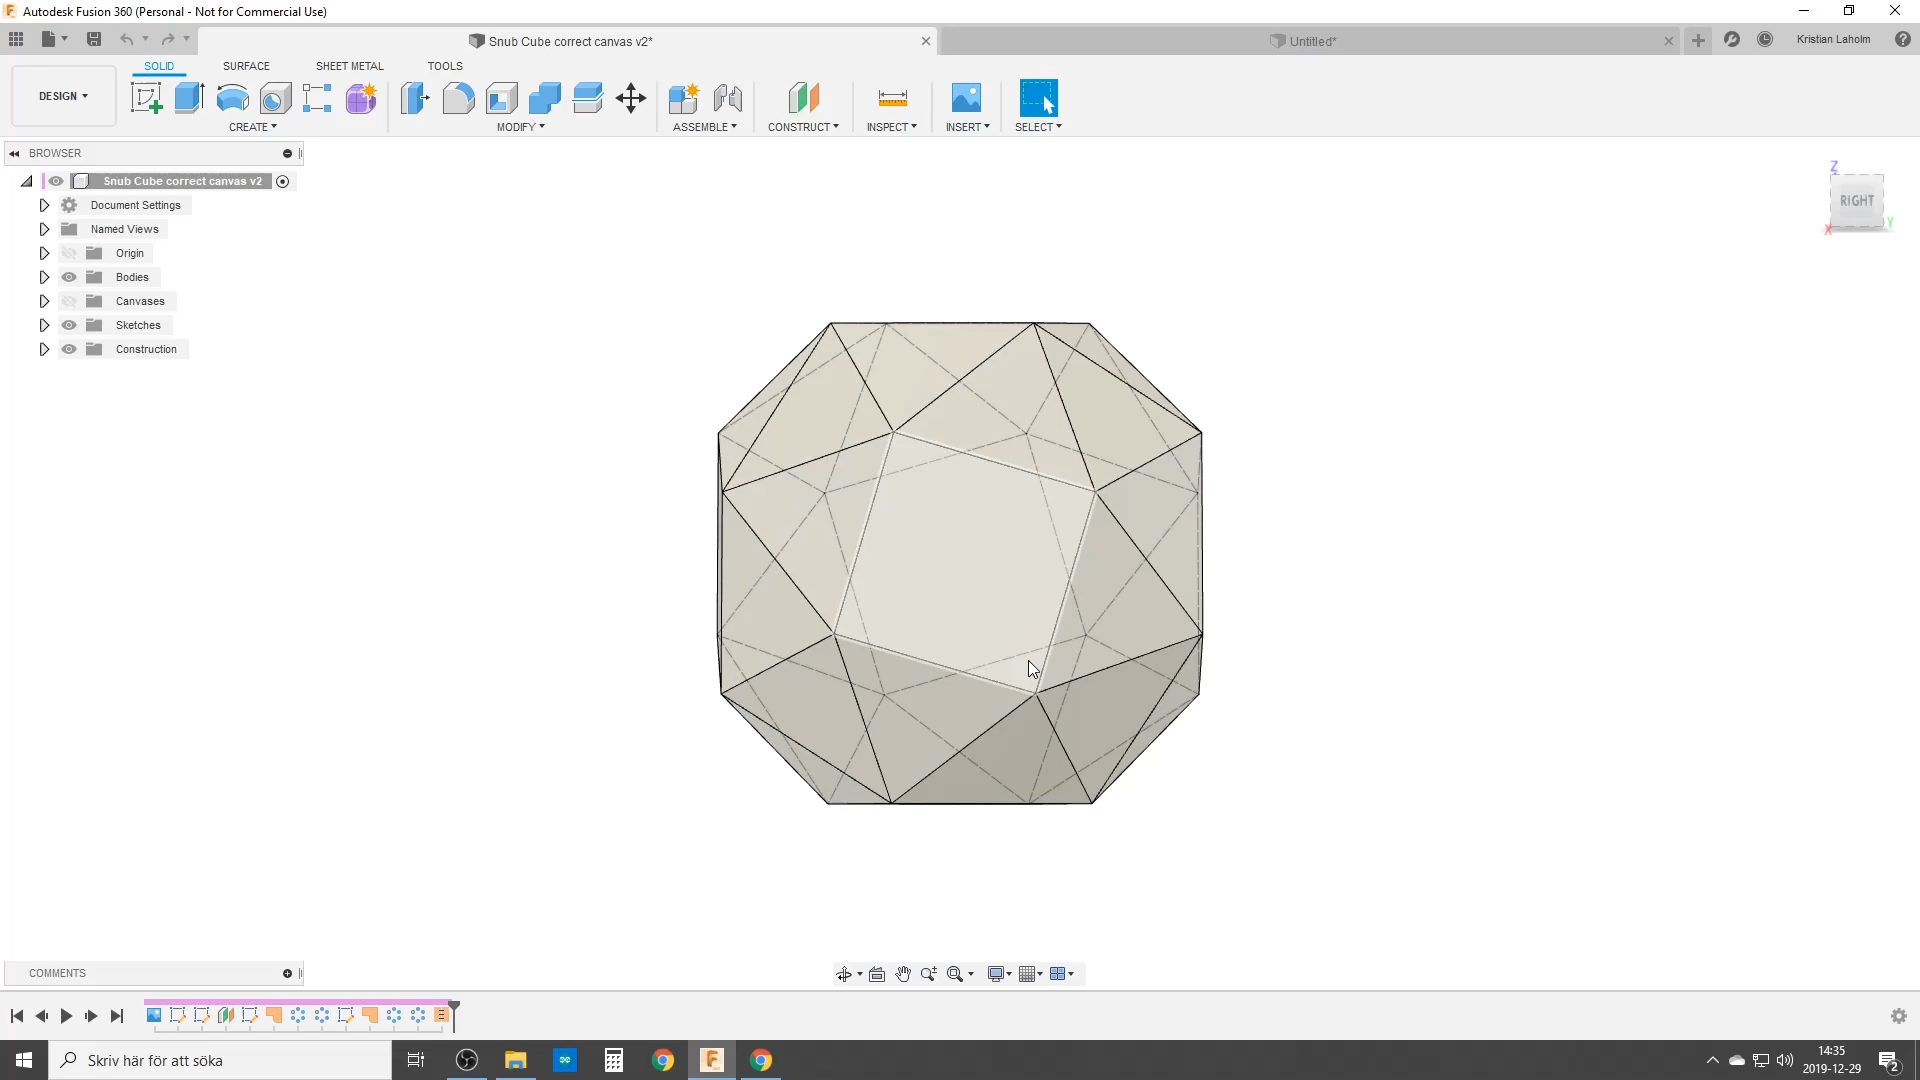 Autodesk Fusion 360 (Personal - Not for Commercial Use)
Snub Cube correct canvas v2*
Untitled*
Kristian Laholm
DESIGN
SOLID
SURFACE
SHEET METAL
TOOLS
CREATE
MODIFY
ASSEMBLE
CONSTRUCT
INSPECT
INSERT
SELECT
BROWSER
Snub Cube correct canvas v2
Document Settings
Named Views
Origin
Bodies
Canvases
Sketches
Construction
Z
RIGHT
Y
X
COMMENTS
Skriv här för att söka
14:35
2019-12-29
2